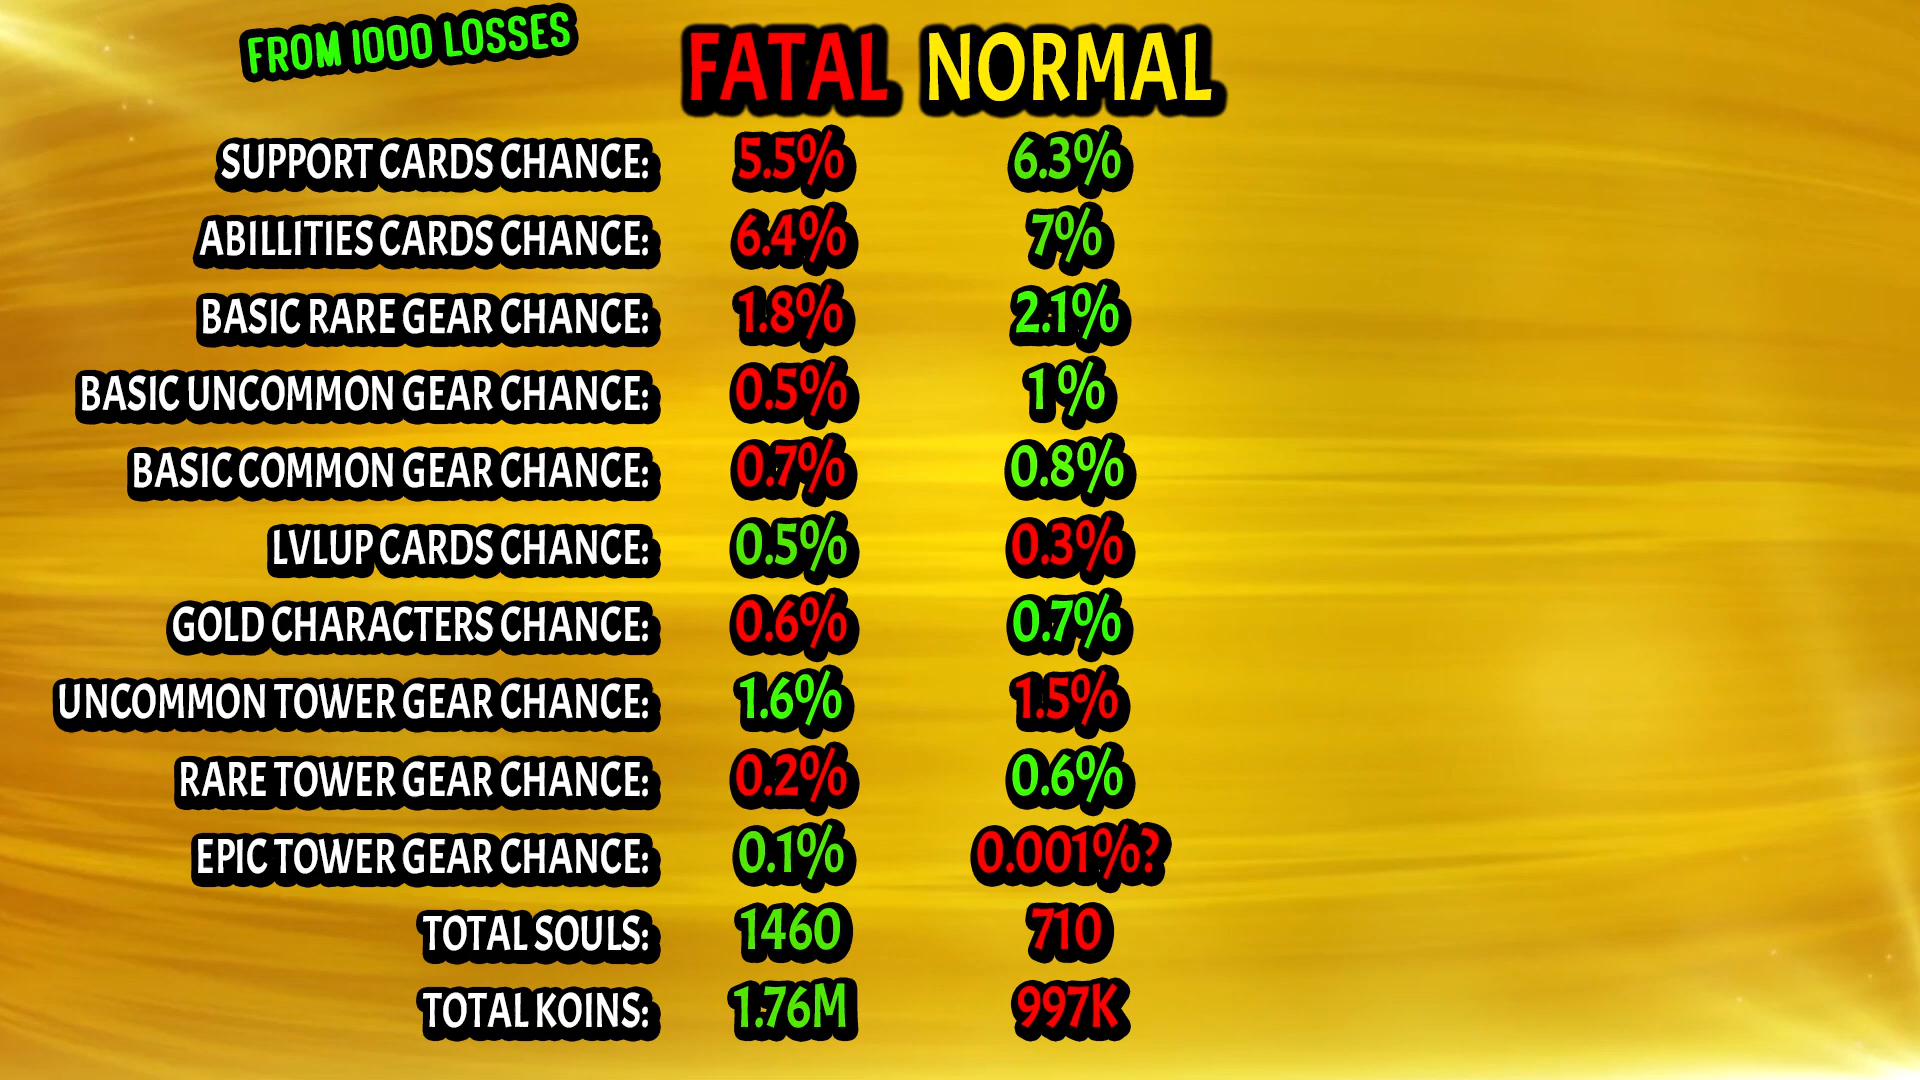 FROM 1000 LOSSES
FATAL NORMAL
SUPPORT CARDS CHANCE: 5.5% 6.3%
ABILLITIES CARDS CHANCE: 6.4% 7%
BASIC RARE GEAR CHANCE: 1.8% 2.1%
BASIC UNCOMMON GEAR CHANCE: 0.5% 1%
BASIC COMMON GEAR CHANCE: 0.7% 0.8%
LVLUP CARDS CHANCE: 0.5% 0.3%
GOLD CHARACTERS CHANCE: 0.6% 0.7%
UNCOMMON TOWER GEAR CHANCE: 1.6% 1.5%
RARE TOWER GEAR CHANCE: 0.2% 0.6%
EPIC TOWER GEAR CHANCE: 0.1% 0.001%?
TOTAL SOULS: 1460 710
TOTAL KOINS: 1.76M 997K